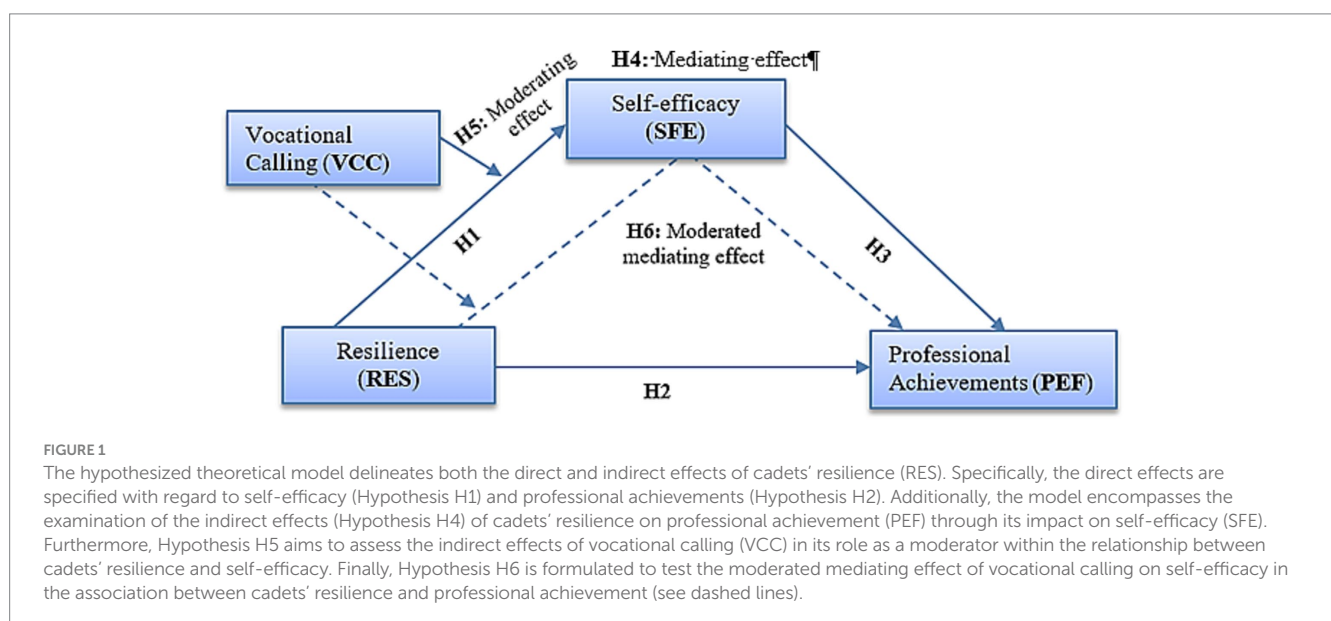 H4:·Mediating·effect¶
H5: Moderating
effect
Self-efficacy
(SFE)
Vocational
Calling (VCC)
H1
H6: Moderated
mediating effect
H3
Resilience
(RES)
Professional
Achievements (PEF)
H2
FIGURE 1
The hypothesized theoretical model delineates both the direct and indirect effects of cadets’ resilience (RES). Specifically, the direct effects are
specified with regard to self-efficacy (Hypothesis H1) and professional achievements (Hypothesis H2). Additionally, the model encompasses the
examination of the indirect effects (Hypothesis H4) of cadets’ resilience on professional achievement (PEF) through its impact on self-efficacy (SFE).
Furthermore, Hypothesis H5 aims to assess the indirect effects of vocational calling (VCC) in its role as a moderator within the relationship between
cadets’ resilience and self-efficacy. Finally, Hypothesis H6 is formulated to test the moderated mediating effect of vocational calling on self-efficacy in
the association between cadets’ resilience and professional achievement (see dashed lines).